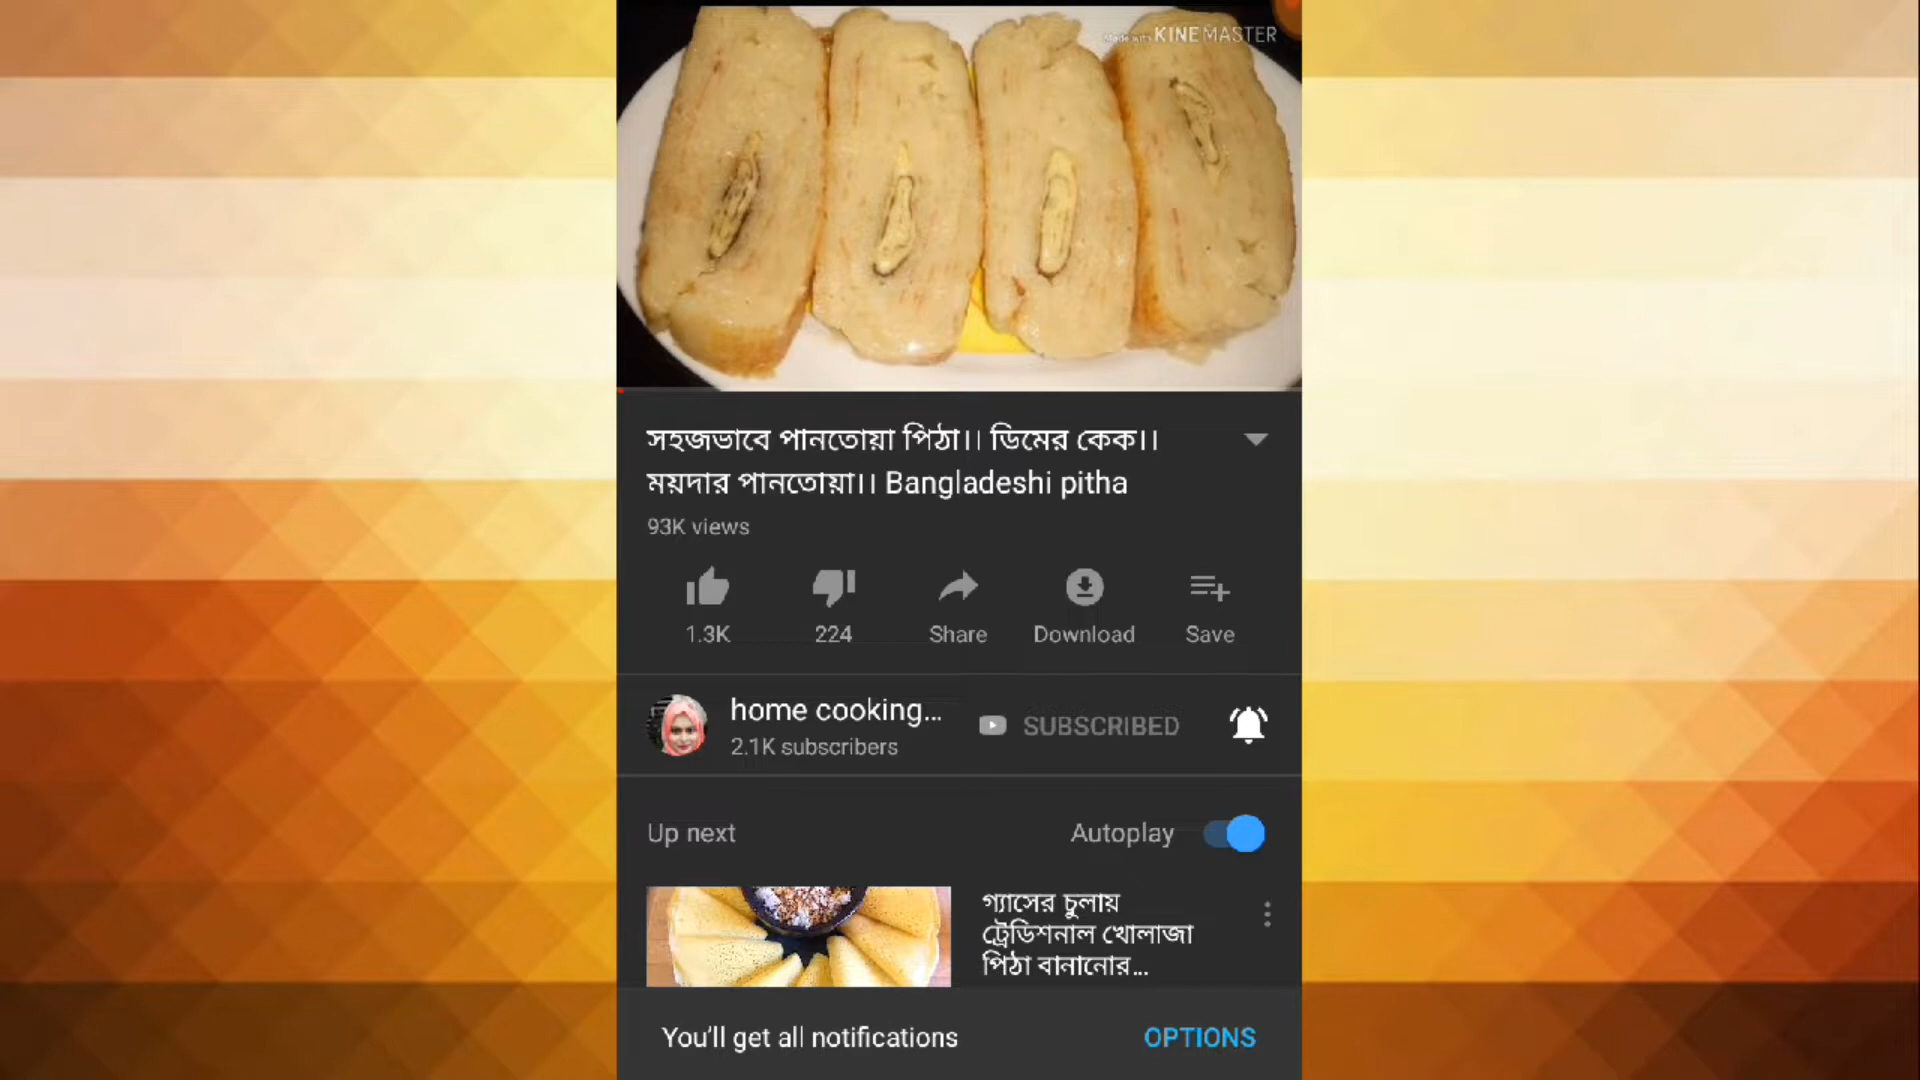 Made with KINEMASTER
সহজভাবে পানতোয়া পিঠা।। ডিমের কেক।।
ময়দার পানতোয়া।। Bangladeshi pitha
93K views
1.3K
224
Share
Download
Save
home cooking...
2.1K subscribers
SUBSCRIBED
Up next
Autoplay
গ্যাসের চুলায়
ট্রেডিশনাল খোলাজা
পিঠা বানানোর...
You'll get all notifications
OPTIONS